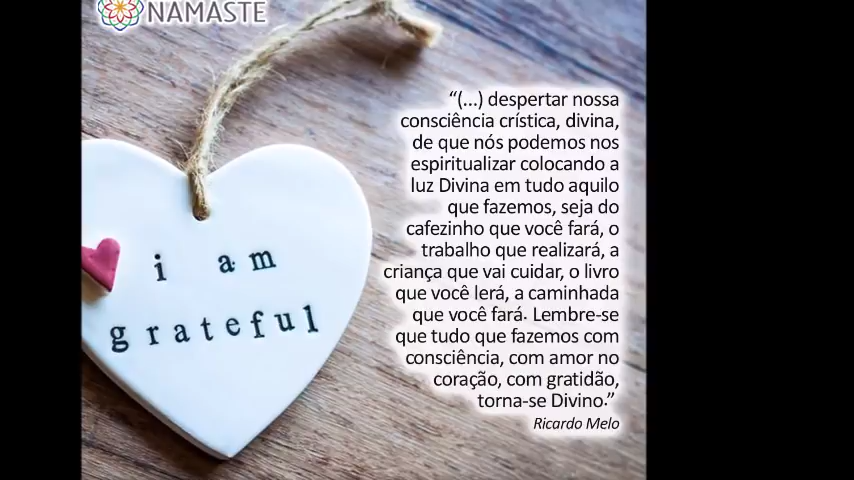 NAMASTE
i am
grateful
“(...) despertar nossa
consciência crística, divina,
de que nós podemos nos
espiritualizar colocando a
luz Divina em tudo aquilo
que fazemos, seja do
cafezinho que você fará, o
trabalho que realizará, a
criança que vai cuidar, o livro
que você lerá, a caminhada
que você fará. Lembre-se
que tudo que fazemos com
consciência, com amor no
coração, com gratidão,
torna-se Divino.”
Ricardo Melo